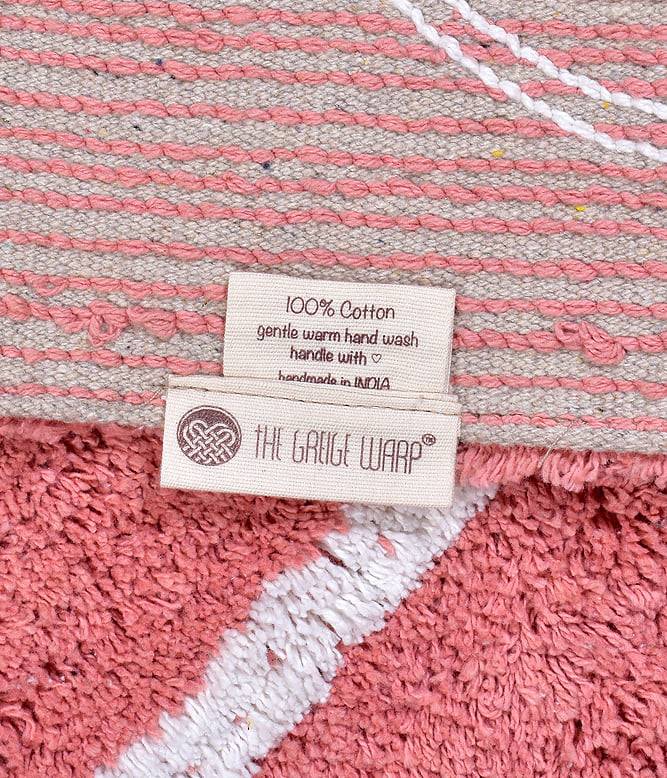 100% Cotton
gentle warm hand wash
handle with ♡
handmade in INDIA
THE GREIGE WARP™